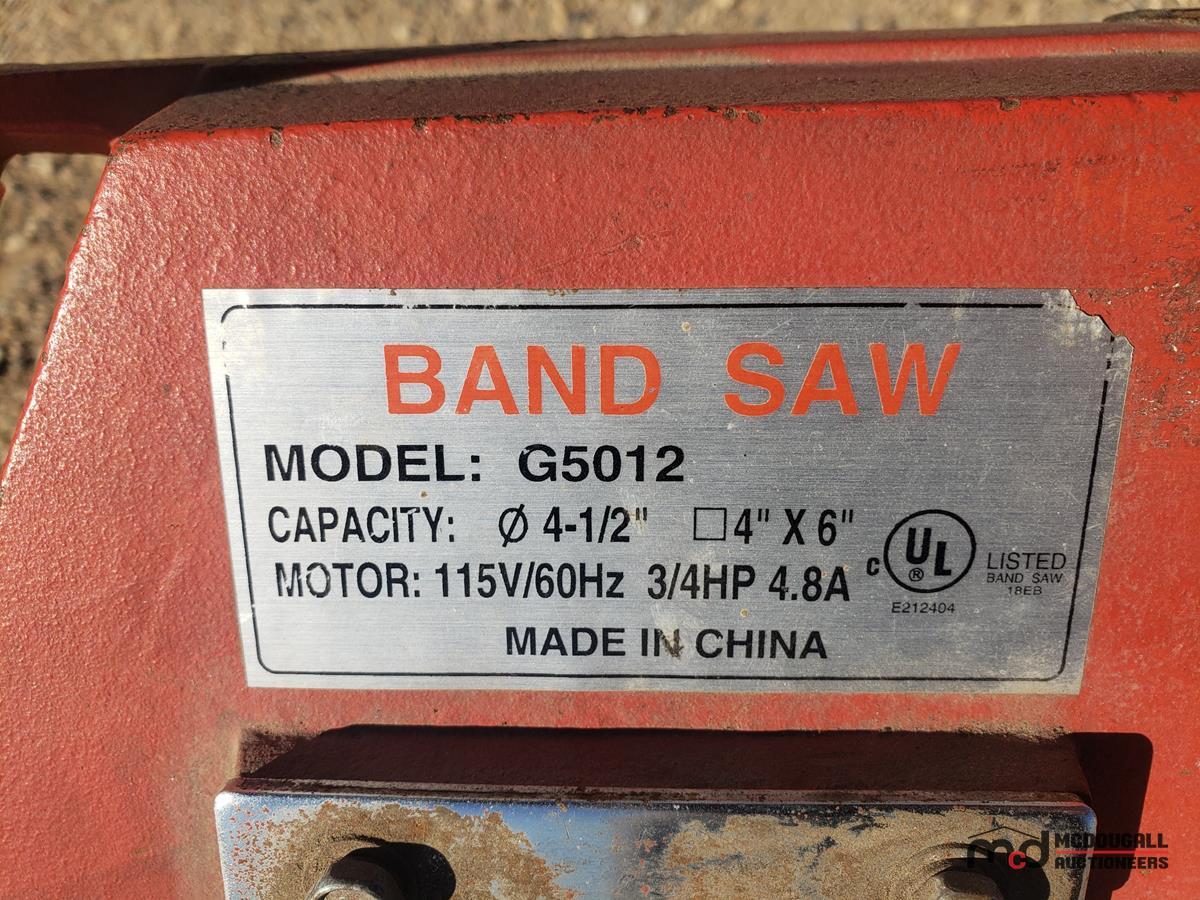 BAND SAW
MODEL: G5012
CAPACITY: Ø 4-1/2" □4" X 6"
MOTOR: 115V/60Hz 3/4HP 4.8A
c UL ® LISTED
BAND SAW
18EB
E212404
MADE IN CHINA
mcd MCDOUGALL
AUCTIONEERS